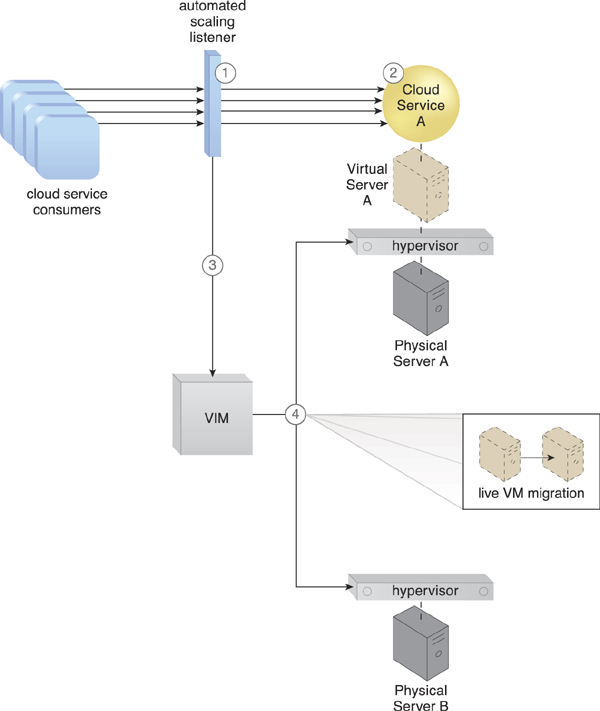 automated
scaling
listener
1
2
Cloud
Service
A
cloud service
consumers
Virtual
Server
A
hypervisor
3
Physical
Server A
VIM
4
live VM migration
hypervisor
Physical
Server B